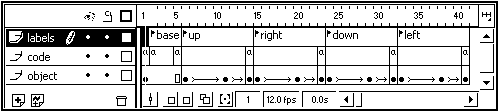 1 5 10 15 20 25 30 35 40
labels base up right down left
code a a a a a a
object
1 12.0 fps 0.0s